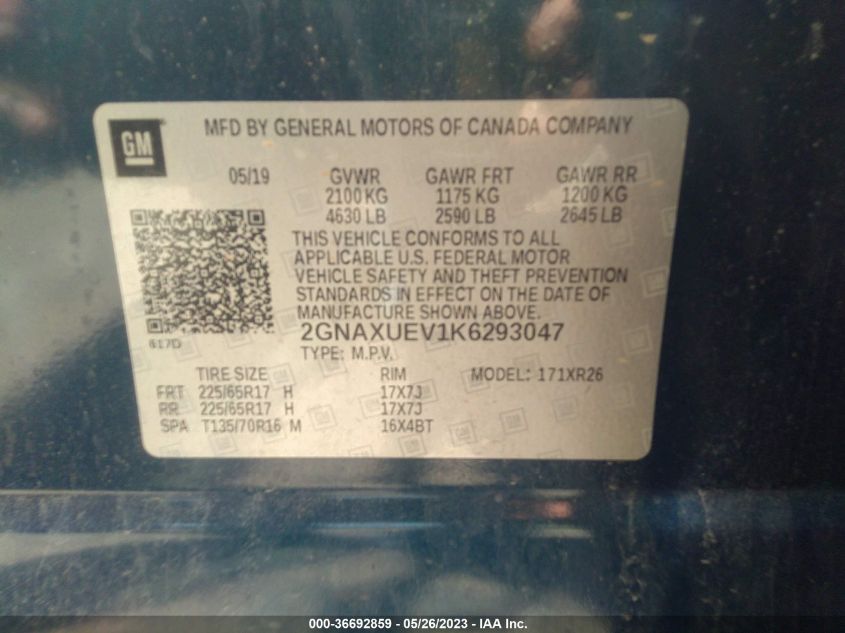 GM
MFD BY GENERAL MOTORS OF CANADA COMPANY
05/19 GVWR GAWR FRT GAWR RR
2100 KG 1175 KG 1200 KG
4630 LB 2590 LB 2645 LB
THIS VEHICLE CONFORMS TO ALL
APPLICABLE U.S. FEDERAL MOTOR
VEHICLE SAFETY AND THEFT PREVENTION
STANDARDS IN EFFECT ON THE DATE OF
MANUFACTURE SHOWN ABOVE.
617D 2GNAXUEV1K6293047
TYPE: M.P.V.
TIRE SIZE RIM MODEL: 171XR26
FRT 225/65R17 H 17X7J
RR 225/65R17 H 17X7J
SPA T135/70R16 M 16X4BT
000-36692859 - 05/26/2023 - IAA Inc.